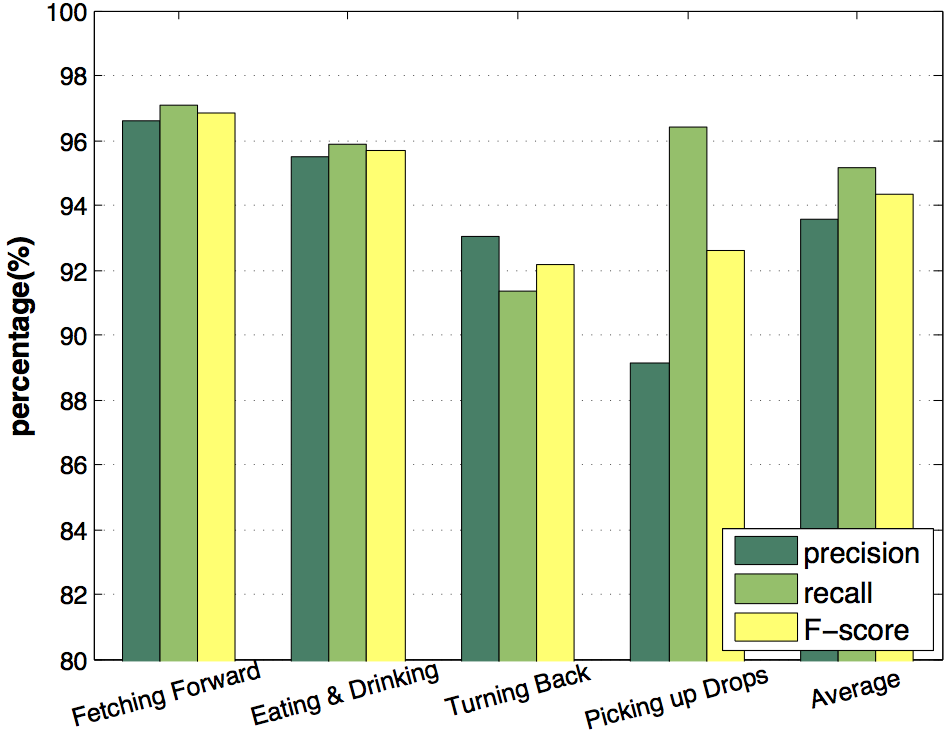 percentage(%)
100
98
96
94
92
90
88
86
84
82
80
Fetching Forward
Eating & Drinking
Turning Back
Picking up Drops
Average
precision
recall
F−score